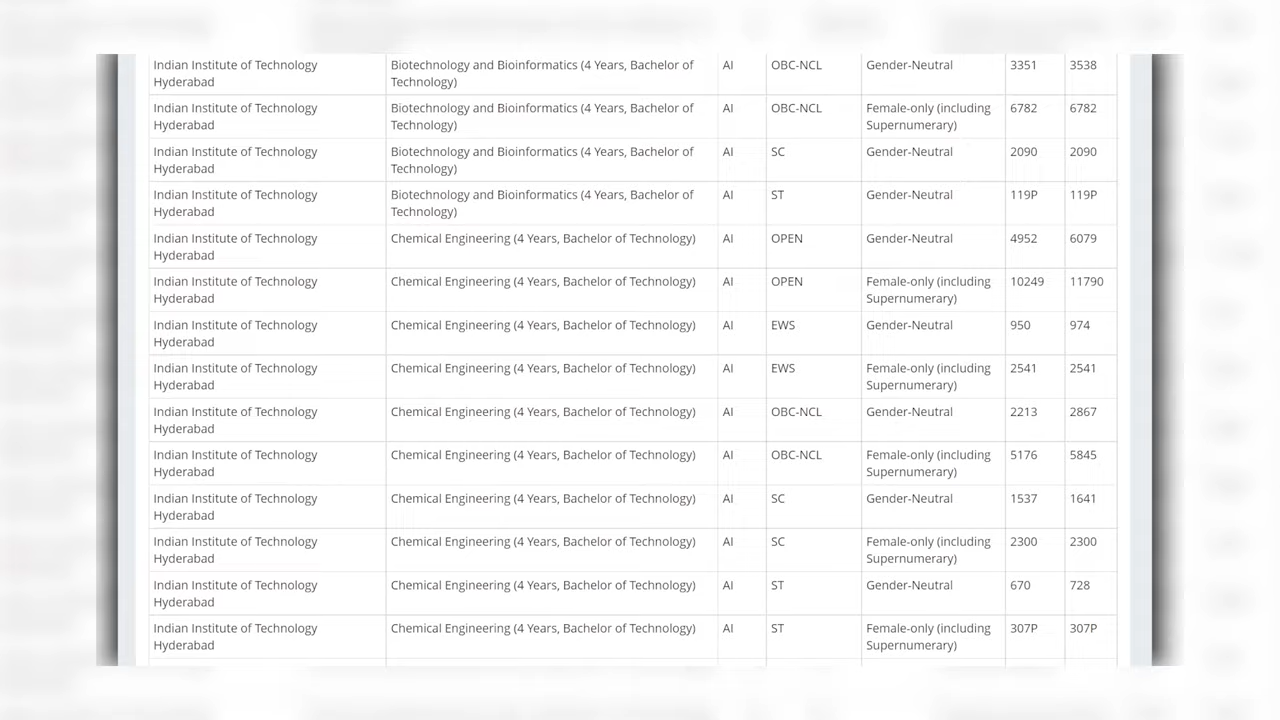 Indian Institute of Technology Hyderabad Biotechnology and Bioinformatics (4 Years, Bachelor of Technology) AI OBC-NCL Gender-Neutral 3351 3538
Indian Institute of Technology Hyderabad Biotechnology and Bioinformatics (4 Years, Bachelor of Technology) AI OBC-NCL Female-only (including Supernumerary) 6782 6782
Indian Institute of Technology Hyderabad Biotechnology and Bioinformatics (4 Years, Bachelor of Technology) AI SC Gender-Neutral 2090 2090
Indian Institute of Technology Hyderabad Biotechnology and Bioinformatics (4 Years, Bachelor of Technology) AI ST Gender-Neutral 119P 119P
Indian Institute of Technology Hyderabad Chemical Engineering (4 Years, Bachelor of Technology) AI OPEN Gender-Neutral 4952 6079
Indian Institute of Technology Hyderabad Chemical Engineering (4 Years, Bachelor of Technology) AI OPEN Female-only (including Supernumerary) 10249 11790
Indian Institute of Technology Hyderabad Chemical Engineering (4 Years, Bachelor of Technology) AI EWS Gender-Neutral 950 974
Indian Institute of Technology Hyderabad Chemical Engineering (4 Years, Bachelor of Technology) AI EWS Female-only (including Supernumerary) 2541 2541
Indian Institute of Technology Hyderabad Chemical Engineering (4 Years, Bachelor of Technology) AI OBC-NCL Gender-Neutral 2213 2867
Indian Institute of Technology Hyderabad Chemical Engineering (4 Years, Bachelor of Technology) AI OBC-NCL Female-only (including Supernumerary) 5176 5845
Indian Institute of Technology Hyderabad Chemical Engineering (4 Years, Bachelor of Technology) AI SC Gender-Neutral 1537 1641
Indian Institute of Technology Hyderabad Chemical Engineering (4 Years, Bachelor of Technology) AI SC Female-only (including Supernumerary) 2300 2300
Indian Institute of Technology Hyderabad Chemical Engineering (4 Years, Bachelor of Technology) AI ST Gender-Neutral 670 728
Indian Institute of Technology Hyderabad Chemical Engineering (4 Years, Bachelor of Technology) AI ST Female-only (including Supernumerary) 307P 307P